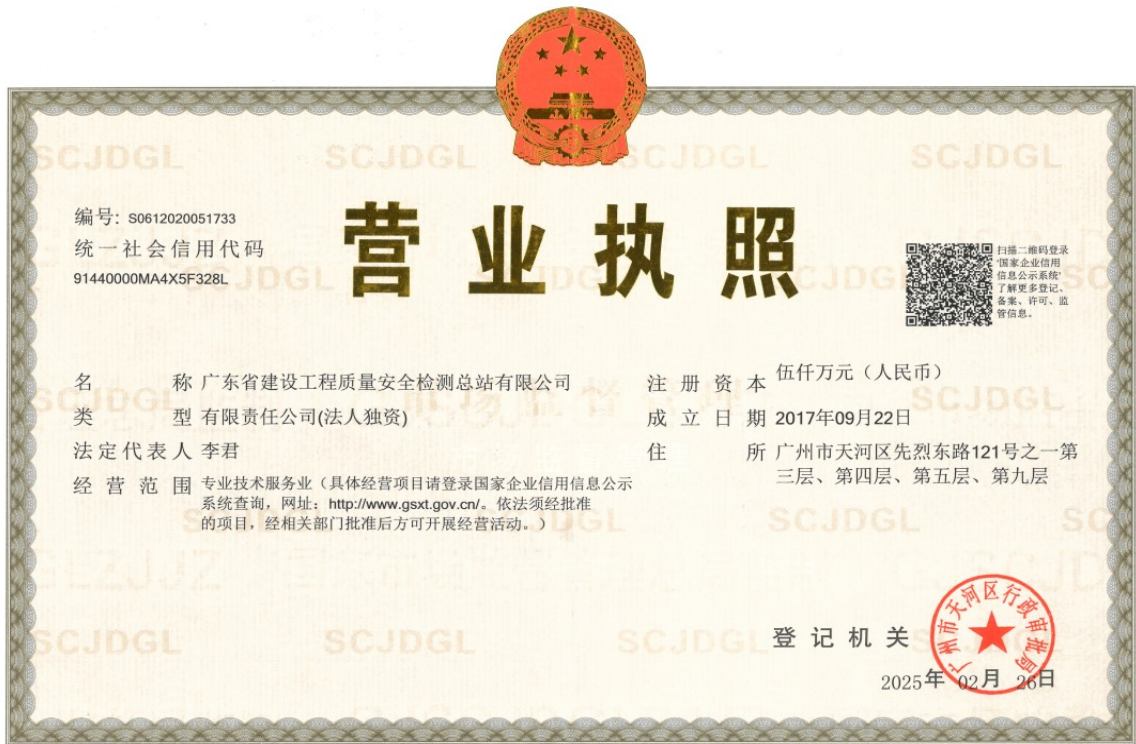 编号: S0612020051733
统一社会信用代码
91440000MA4X5F328L
营业执照
扫描二维码登录
‘国家企业信用
信息公示系统’
了解更多登记、
备案、许可、监
管信息。
名称 广东省建设工程质量安全检测总站有限公司
类型 有限责任公司(法人独资)
法定代表人 李君
经营范围 专业技术服务业（具体经营项目请登录国家企业信用信息公示
系统查询，网址：http://www.gsxt.gov.cn/。依法须经批准
的项目，经相关部门批准后方可开展经营活动。）
注册资本 伍仟万元（人民币）
成立日期 2017年09月22日
住所 广州市天河区先烈东路121号之一第
三层、第四层、第五层、第九层
登记机关
广州市天河区行政审批局
2025年 02月 26日
SCJDGL
SCJDGL
SCJDGL
SCJDGL
SCJDGL
SCJDGL
SCJDGL
SCJDGL
SCJDGL